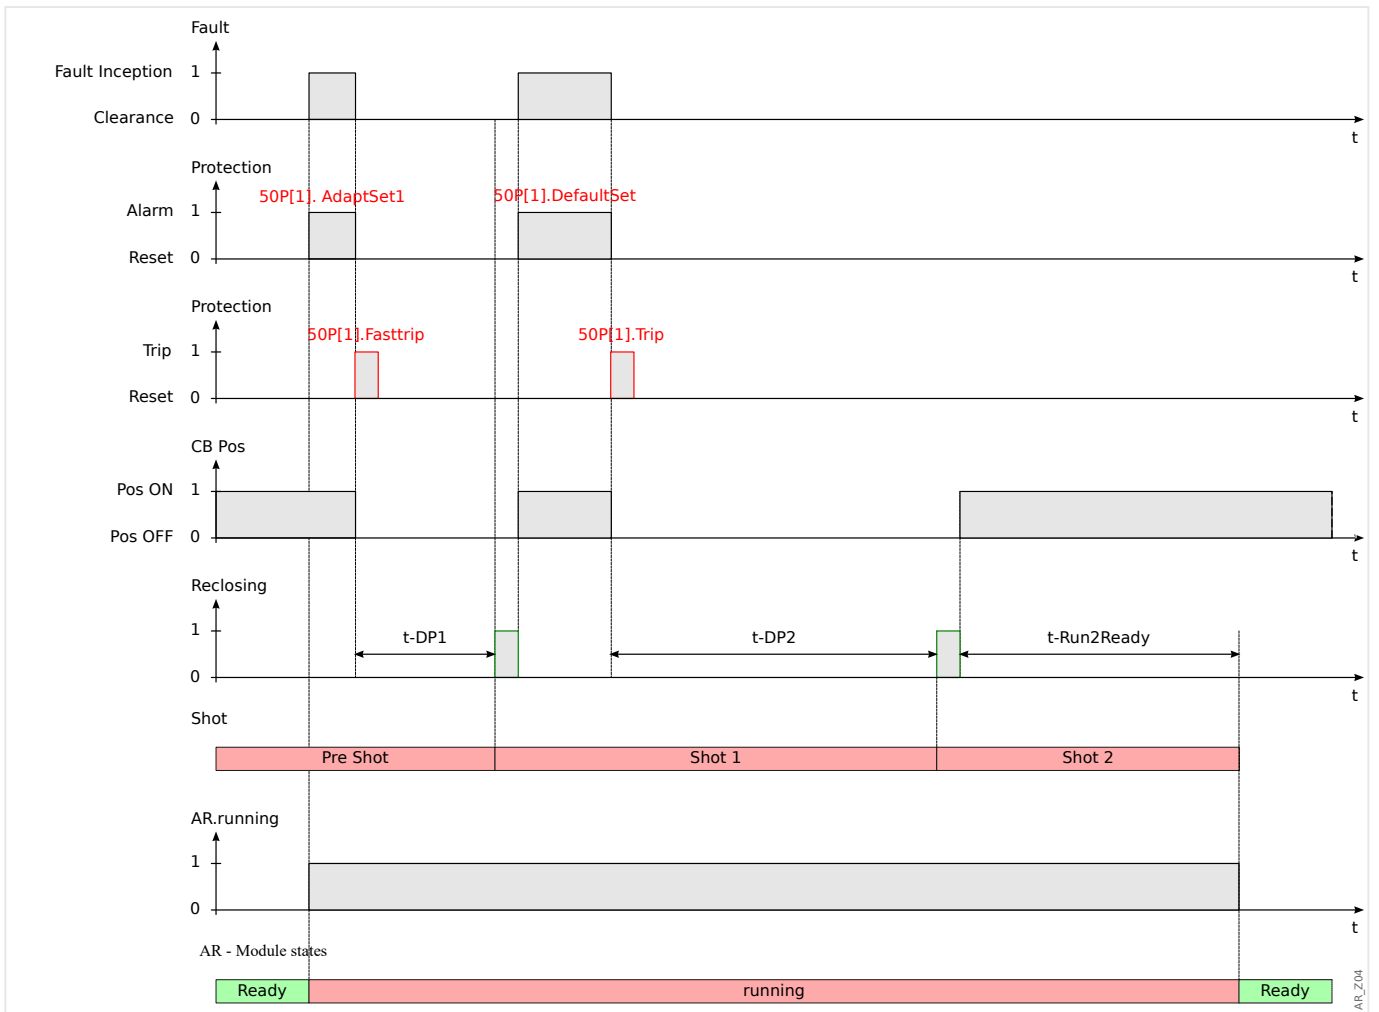 Fault
Fault Inception 1
Clearance 0
t
Protection
50P[1]. AdaptSet1 50P[1].DefaultSet
Alarm 1
Reset 0
t
Protection
50P[1].Fasttrip 50P[1].Trip
Trip 1
Reset 0
t
CB Pos
Pos ON 1
Pos OFF 0
t
Reclosing
1
t-DP1 t-DP2 t-Run2Ready
0
t
Shot
Pre Shot Shot 1 Shot 2
AR.running
1
0
t
AR - Module states
Ready running Ready
AR_Z04